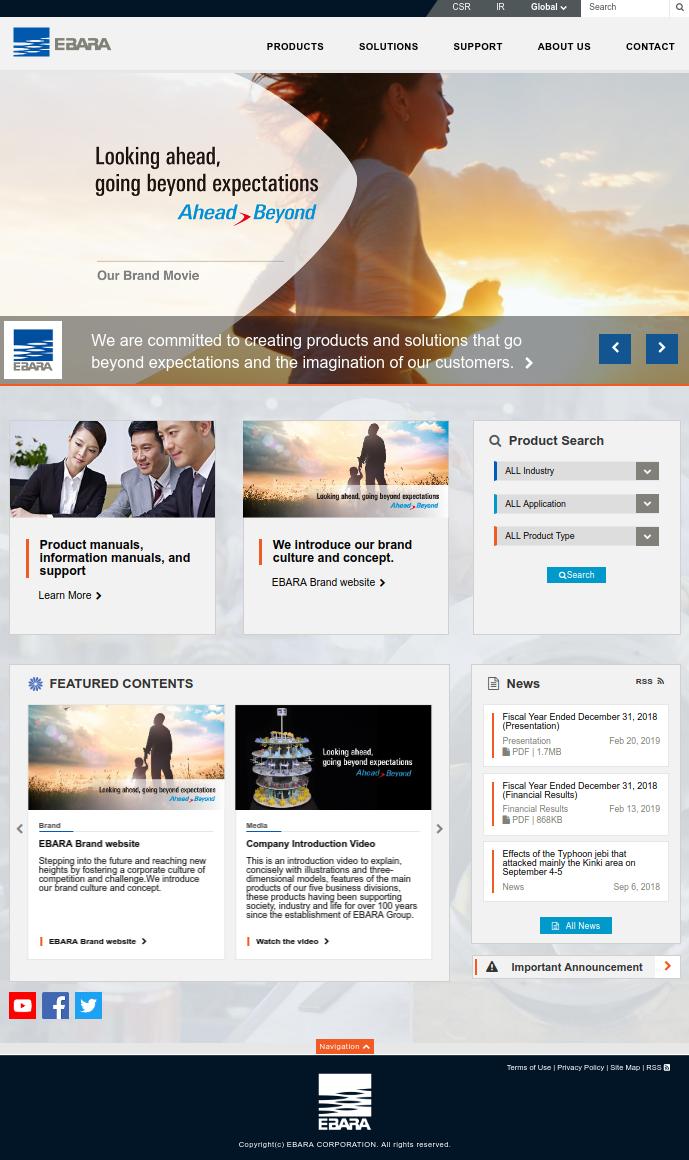 CSR IR Global Search
EBARA
PRODUCTS SOLUTIONS SUPPORT ABOUT US CONTACT
Looking ahead,
going beyond expectations
Ahead Beyond
Our Brand Movie
EBARA
We are committed to creating products and solutions that go
beyond expectations and the imagination of our customers.
Looking ahead, going beyond expectations
Ahead Beyond
Product manuals,
information manuals, and
support
Learn More
We introduce our brand
culture and concept.
EBARA Brand website
Product Search
ALL Industry
ALL Application
ALL Product Type
Search
FEATURED CONTENTS
Looking ahead, going beyond expectations
Ahead Beyond
Brand
EBARA Brand website
Stepping into the future and reaching new
heights by fostering a corporate culture of
competition and challenge.We introduce
our brand culture and concept.
EBARA Brand website
Looking ahead,
going beyond expectations
Ahead Beyond
Media
Company Introduction Video
This is an introduction video to explain,
concisely with illustrations and three-
dimensional models, features of the main
products of our five business divisions,
these products having been supporting
society, industry and life for over 100 years
since the establishment of EBARA Group.
Watch the video
News RSS
Fiscal Year Ended December 31, 2018
(Presentation)
Presentation Feb 20, 2019
PDF | 1.7MB
Fiscal Year Ended December 31, 2018
(Financial Results)
Financial Results Feb 13, 2019
PDF | 868KB
Effects of the Typhoon jebi that
attacked mainly the Kinki area on
September 4-5
News Sep 6, 2018
All News
Important Announcement
Navigation
Terms of Use | Privacy Policy | Site Map | RSS
EBARA
Copyright(c) EBARA CORPORATION. All rights reserved.